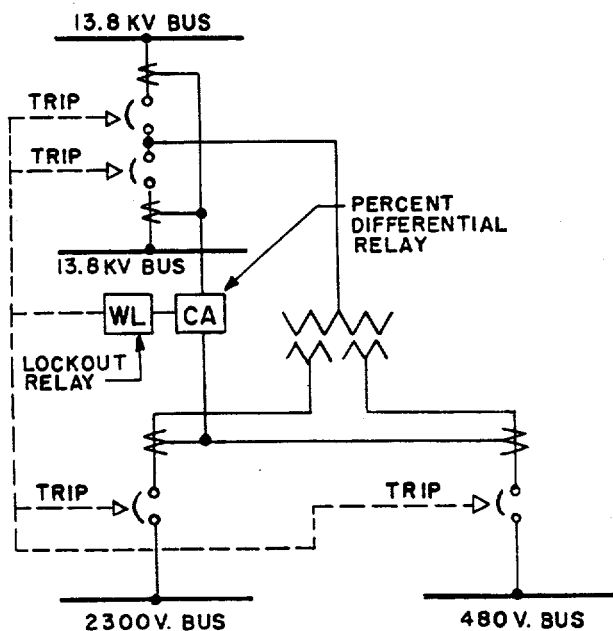 13.8 KV BUS
TRIP
TRIP
PERCENT
DIFFERENTIAL
RELAY
13.8KV BUS
WL
CA
LOCKOUT
RELAY
TRIP
TRIP
2300V. BUS
480V. BUS